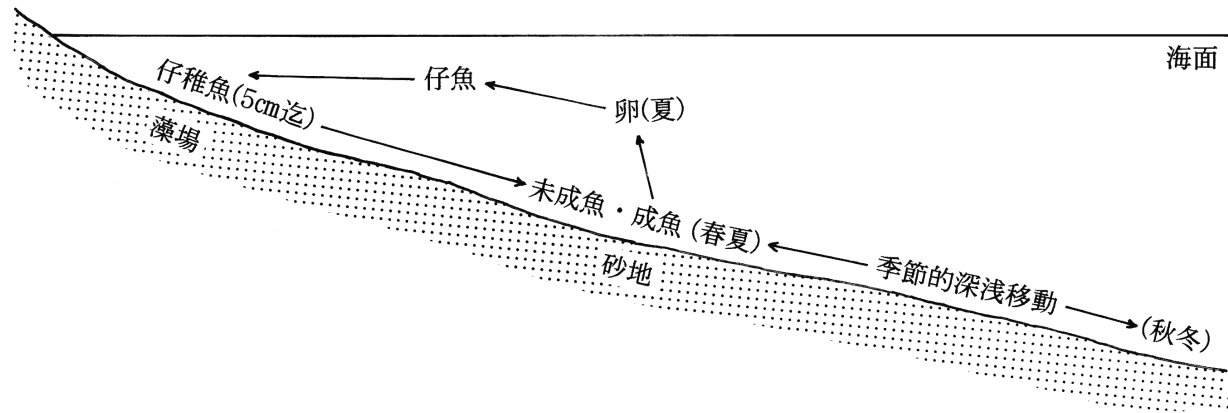 海面
仔魚
仔稚魚(5cm迄)
卵(夏)
藻場
未成魚・成魚(春夏)
砂地
季節的深浅移動
(秋冬)